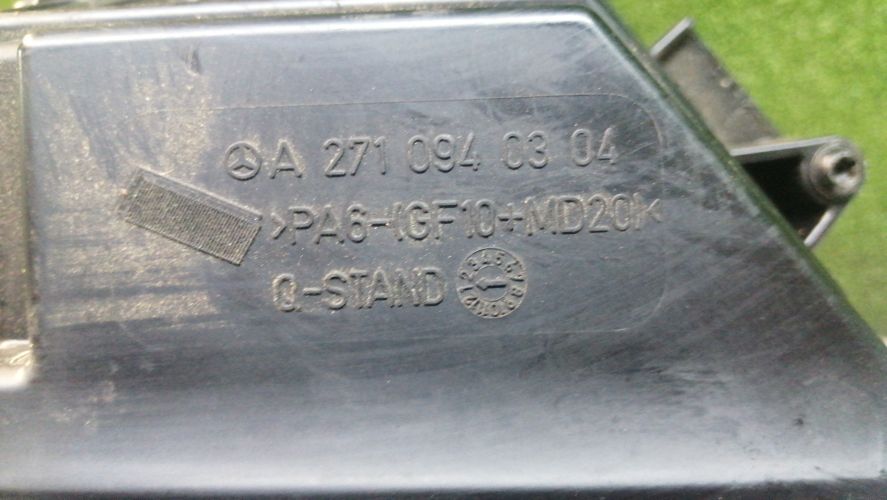 A 271 094 03 04
>PA6-(GF10+MD20)<
Q-STAND